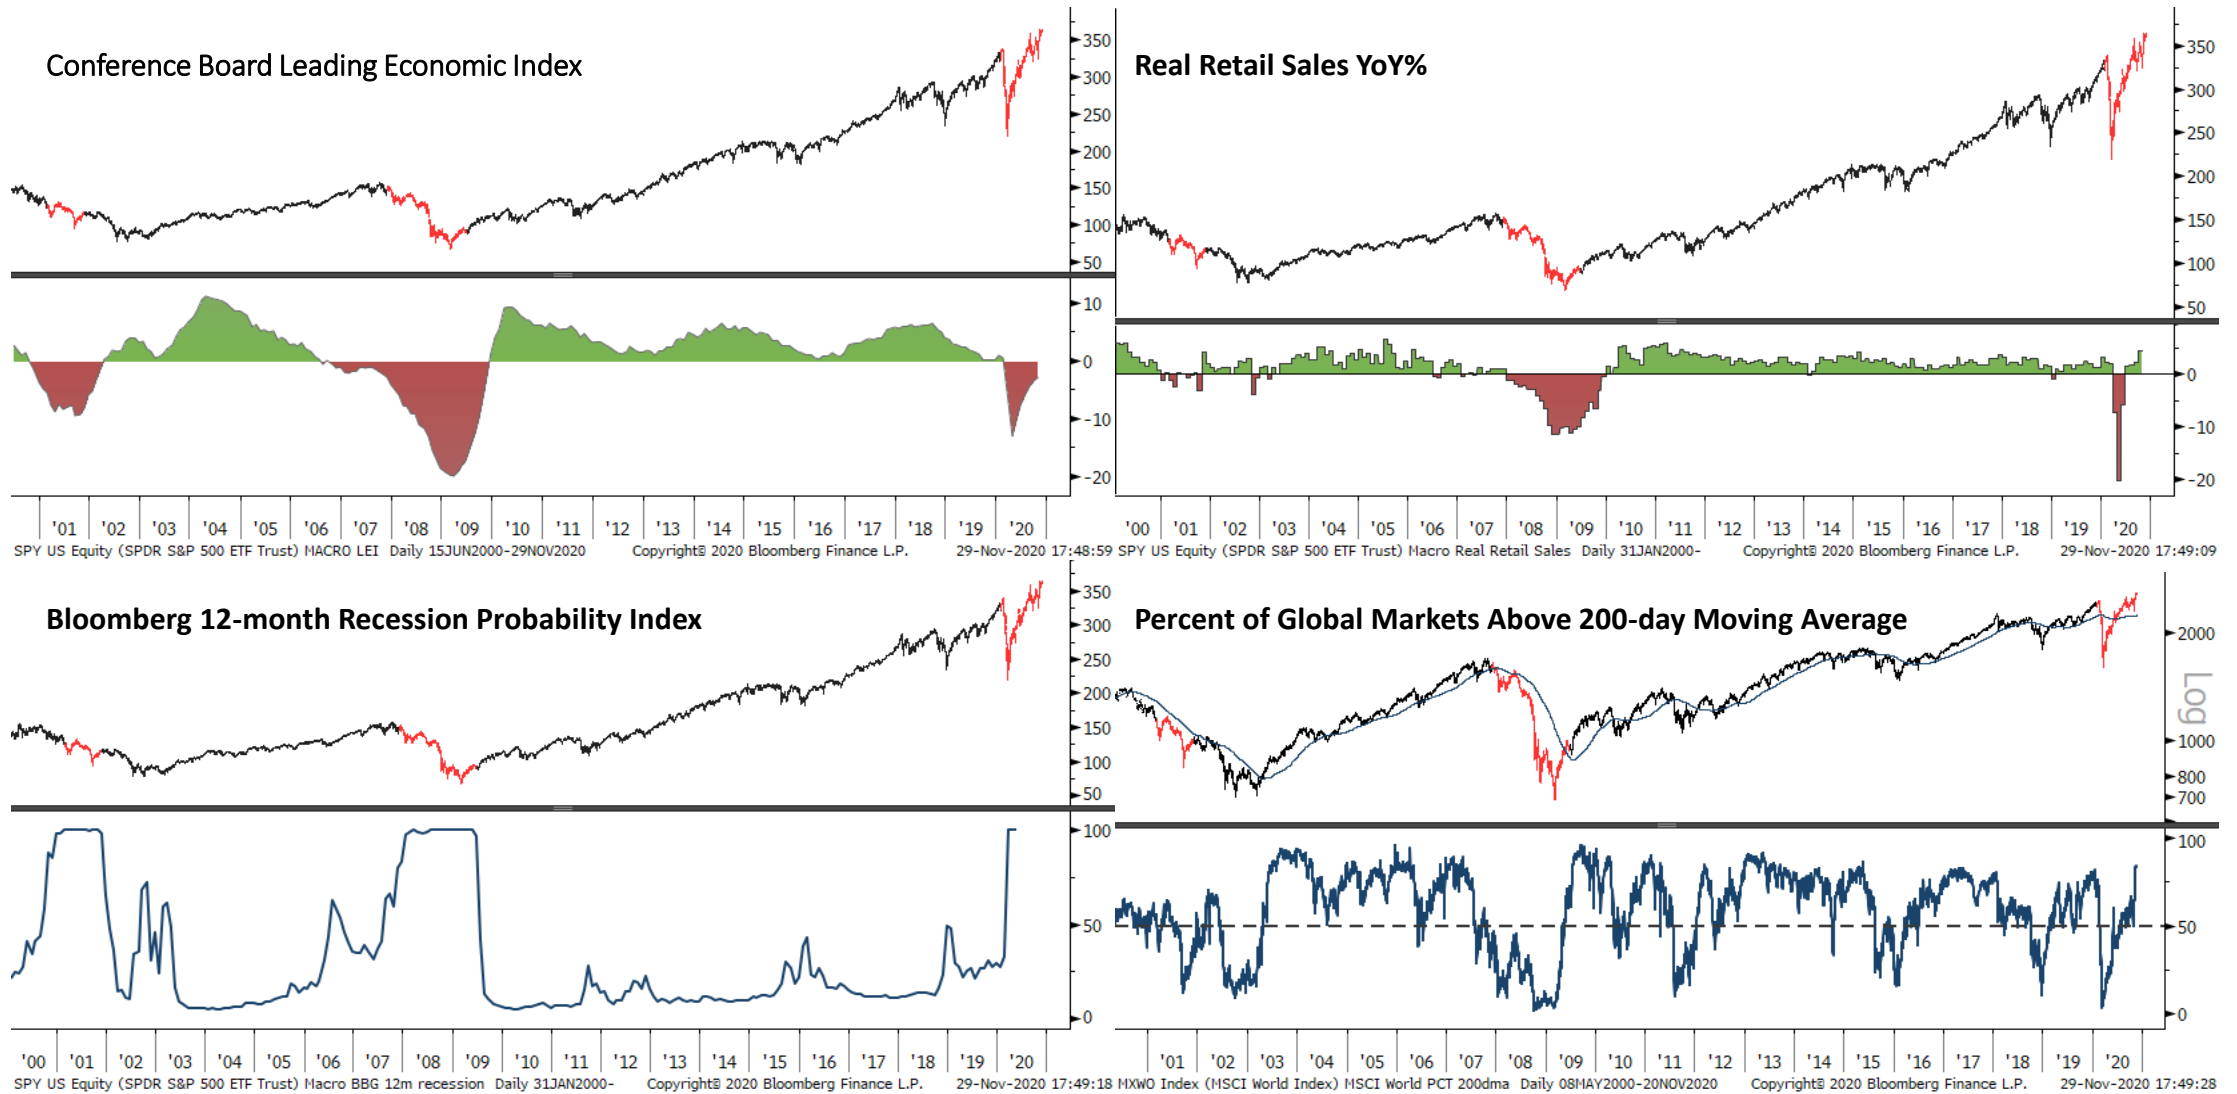 Conference Board Leading Economic Index
350
300
250
200
150
100
50
10
0
-10
-20
'01 '02 '03 '04 '05 '06 '07 '08 '09 '10 '11 '12 '13 '14 '15 '16 '17 '18 '19 '20
SPY US Equity (SPDR S&P 500 ETF Trust) MACRO LEI Daily 15JUN2000-29NOV2020 Copyright© 2020 Bloomberg Finance L.P. 29-Nov-2020 17:48:59
Real Retail Sales YoY%
350
300
250
200
150
100
50
0
-10
-20
'00 '01 '02 '03 '04 '05 '06 '07 '08 '09 '10 '11 '12 '13 '14 '15 '16 '17 '18 '19 '20
SPY US Equity (SPDR S&P 500 ETF Trust) Macro Real Retail Sales Daily 31JAN2000- Copyright© 2020 Bloomberg Finance L.P. 29-Nov-2020 17:49:09
Bloomberg 12-month Recession Probability Index
350
300
250
200
150
100
50
100
50
0
'00 '01 '02 '03 '04 '05 '06 '07 '08 '09 '10 '11 '12 '13 '14 '15 '16 '17 '18 '19 '20
SPY US Equity (SPDR S&P 500 ETF Trust) Macro BBG 12m recession Daily 31JAN2000- Copyright© 2020 Bloomberg Finance L.P. 29-Nov-2020 17:49:18
Percent of Global Markets Above 200-day Moving Average
2000
Log
1000
800
700
100
50
0
'01 '02 '03 '04 '05 '06 '07 '08 '09 '10 '11 '12 '13 '14 '15 '16 '17 '18 '19 '20
MXWO Index (MSCI World Index) MSCI World PCT 200dma Daily 08MAY2000-20NOV2020 Copyright© 2020 Bloomberg Finance L.P. 29-Nov-2020 17:49:28